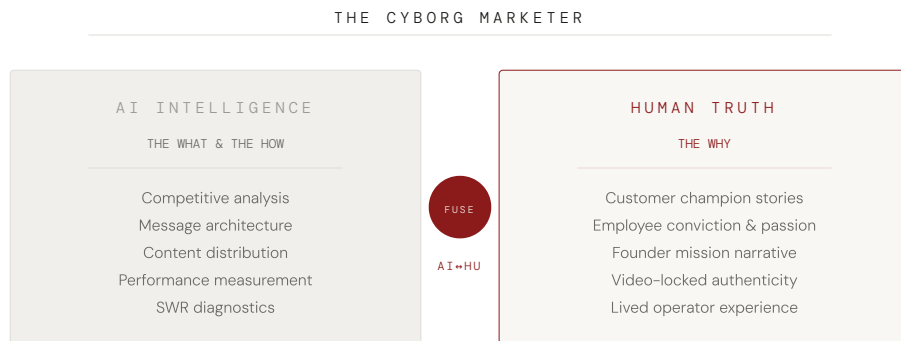 THE CYBORG MARKETER
AI INTELLIGENCE
THE WHAT & THE HOW
Competitive analysis
Message architecture
Content distribution
Performance measurement
SWR diagnostics
FUSE
AI↔HU
HUMAN TRUTH
THE WHY
Customer champion stories
Employee conviction & passion
Founder mission narrative
Video-locked authenticity
Lived operator experience